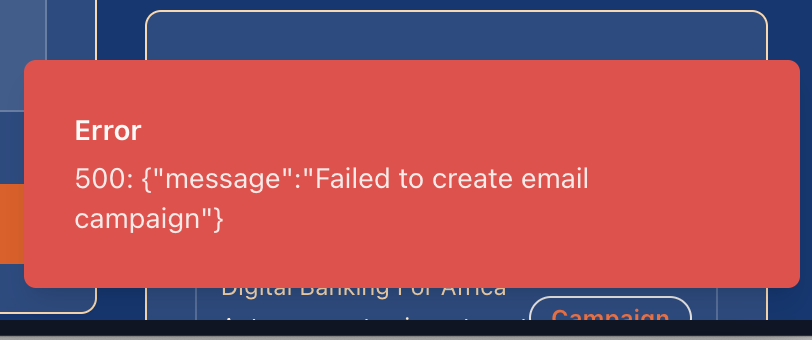 Error
500: {"message":"Failed to create email
campaign"}
Digital Banking For Africa
Campaign